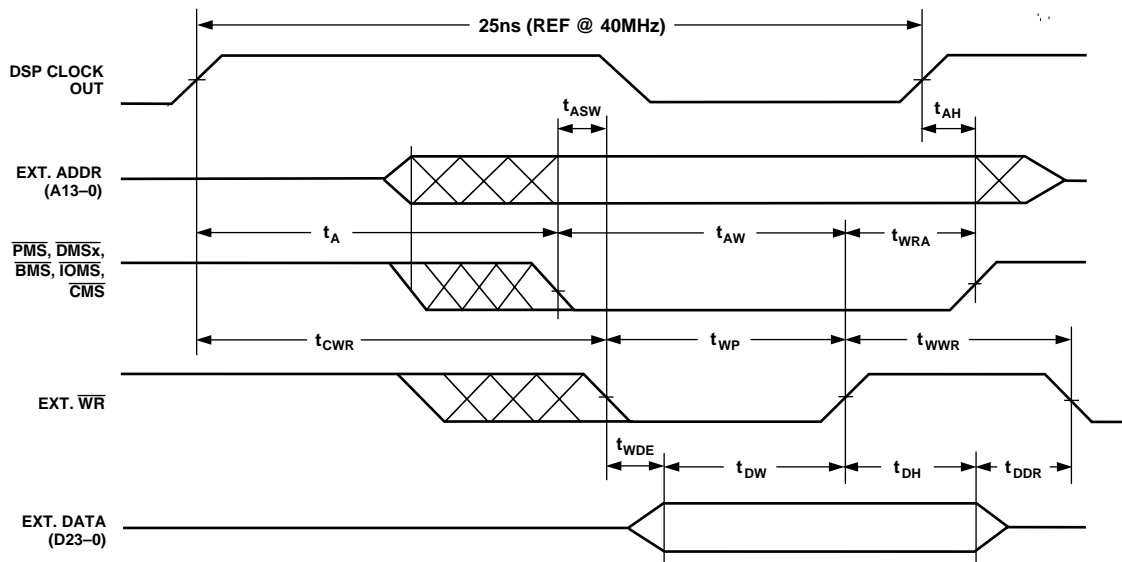 25ns (REF @ 40MHz)
DSP CLOCK
OUT
tASW
tAH
EXT. ADDR
(A13–0)
tA
tAW
tWRA
PMS, DMSx,
BMS, IOMS,
CMS
tCWR
tWP
tWWR
EXT. WR
tWDE
tDW
tDH
tDDR
EXT. DATA
(D23–0)